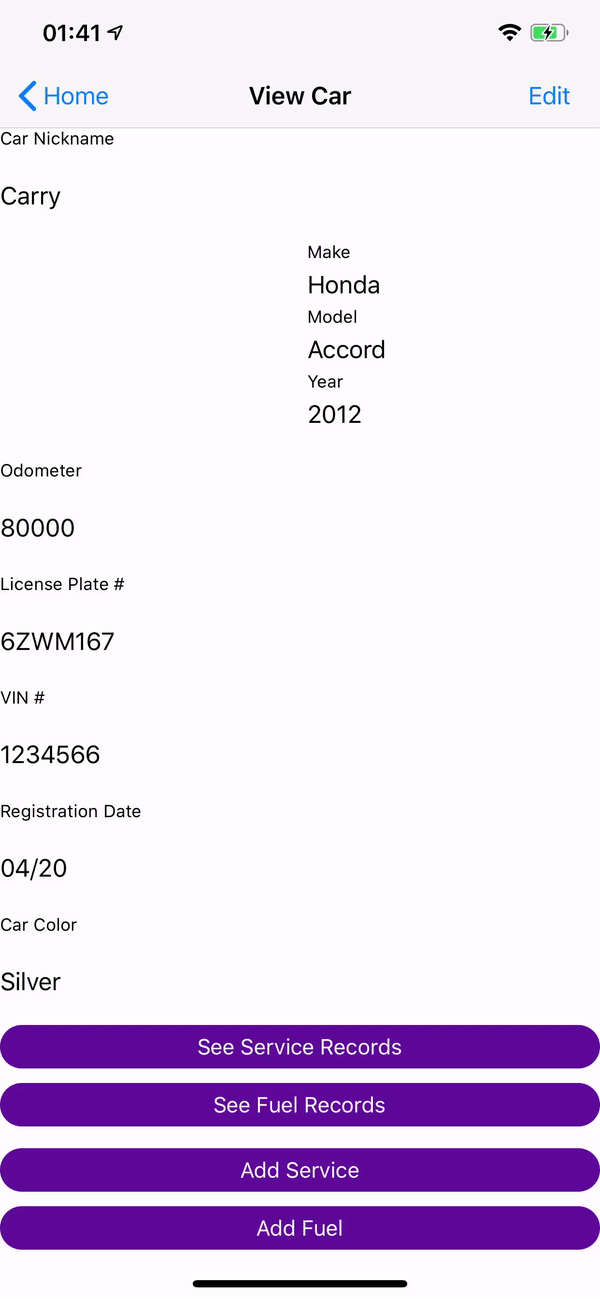 01:41
Home View Car Edit
Car Nickname
Carry
Make
Honda
Model
Accord
Year
2012
Odometer
80000
License Plate #
6ZWM167
VIN #
1234566
Registration Date
04/20
Car Color
Silver
See Service Records
See Fuel Records
Add Service
Add Fuel